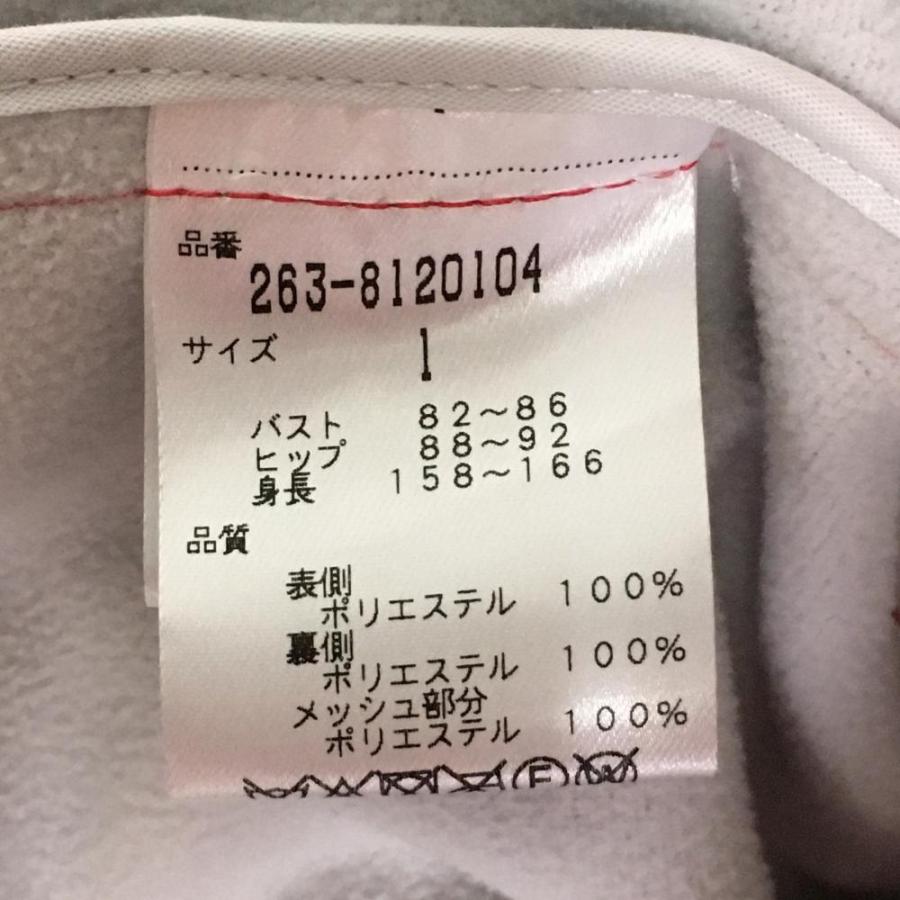 品番
263-8120104
サイズ 1
バスト 82～86
ヒップ 88～92
身長 158～166
品質
表側
ポリエステル 100%
裏側
ポリエステル 100%
メッシュ部分
ポリエステル 100%